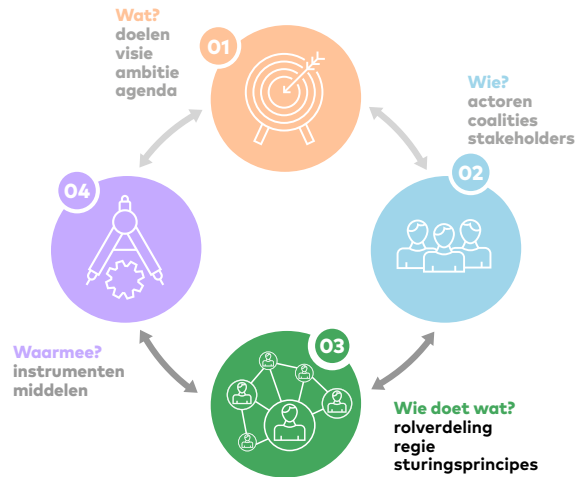 Wat?
doelen
visie
ambitie
agenda
01
Wie?
actoren
coalities
stakeholders
02
03
Wie doet wat?
rolverdeling
regie
sturingsprincipes
04
Waarmee?
instrumenten
middelen